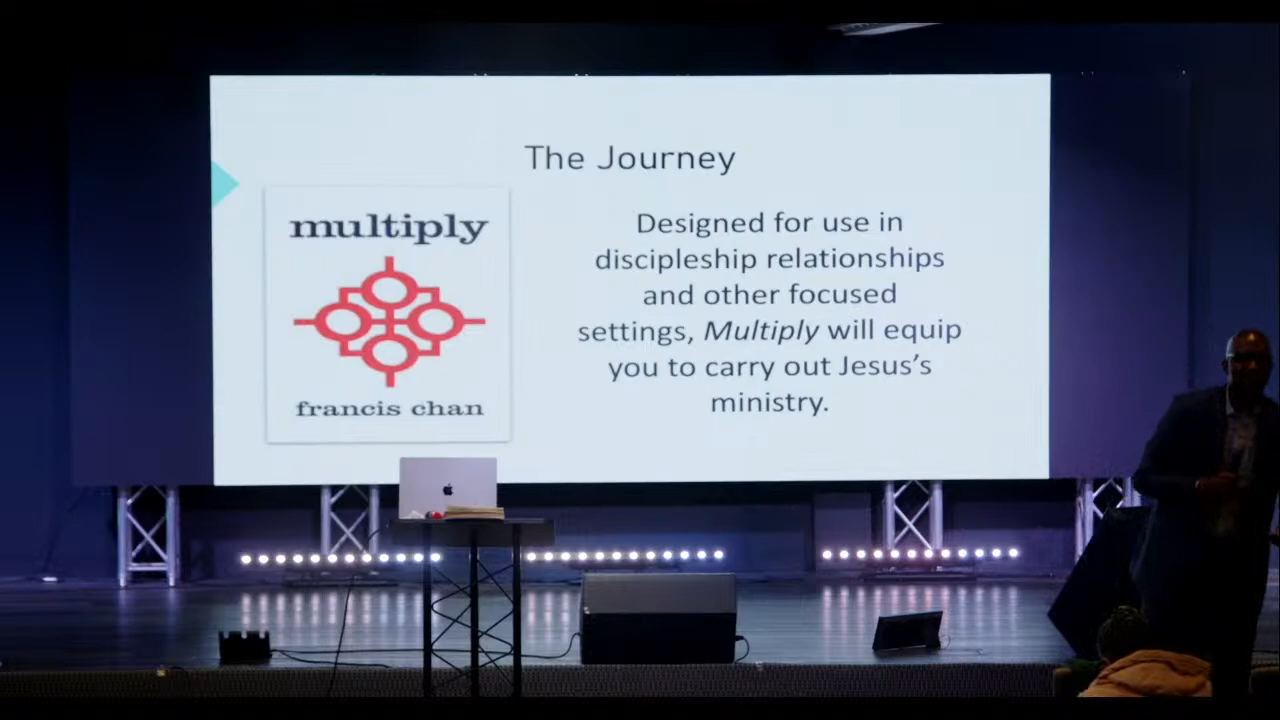 The Journey
multiply
francis chan
Designed for use in
discipleship relationships
and other focused
settings, Multiply will equip
you to carry out Jesus's
ministry.